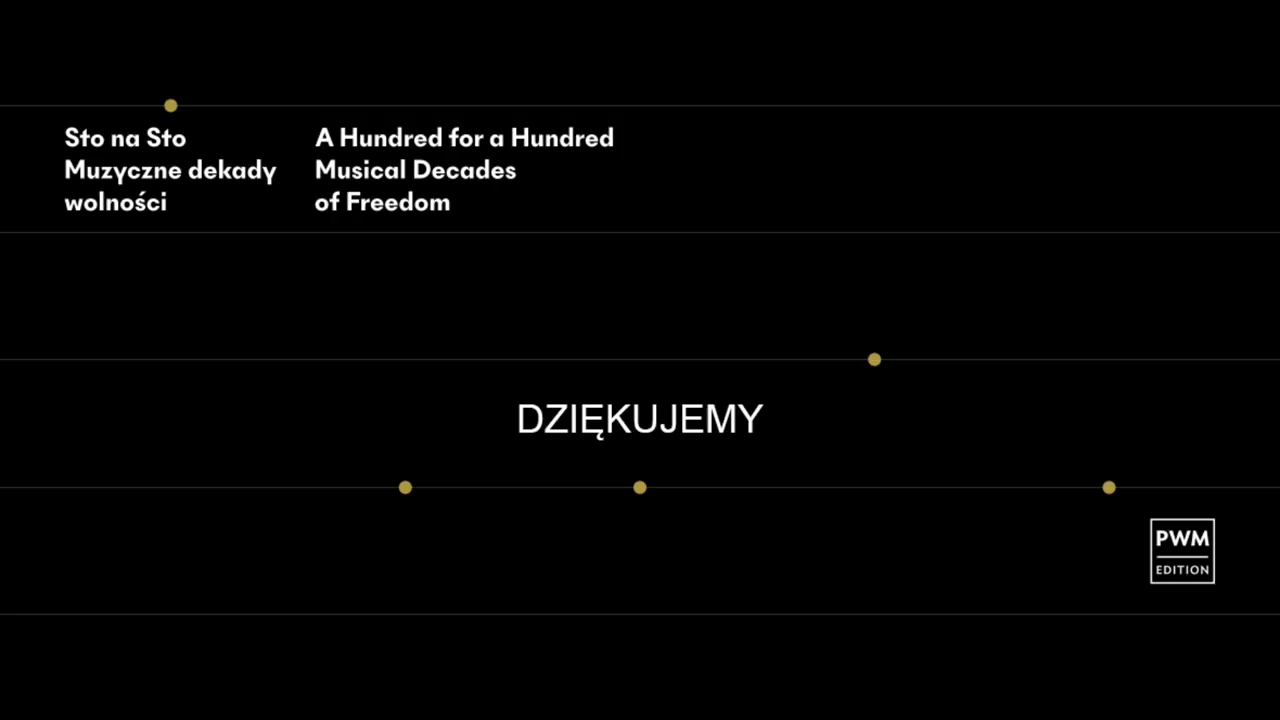 Sto na Sto
Muzyczne dekady
wolności
A Hundred for a Hundred
Musical Decades
of Freedom
DZIĘKUJEMY
PWM
EDITION